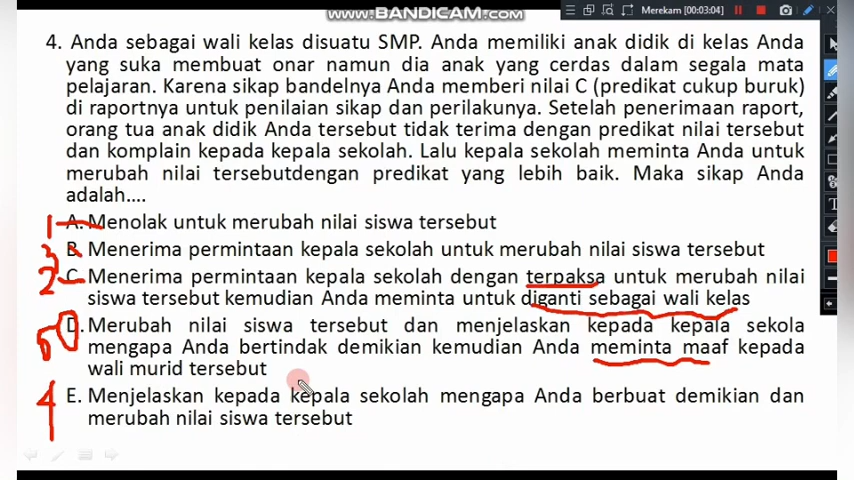 www.BANDICAM.com
Merekam [00:03:04]
4. Anda sebagai wali kelas disuatu SMP. Anda memiliki anak didik di kelas Anda
yang suka membuat onar namun dia anak yang cerdas dalam segala mata
pelajaran. Karena sikap bandelnya Anda memberi nilai C (predikat cukup buruk)
di raportnya untuk penilaian sikap dan perilakunya. Setelah penerimaan raport,
orang tua anak didik Anda tersebut tidak terima dengan predikat nilai tersebut
dan komplain kepada kepala sekolah. Lalu kepala sekolah meminta Anda untuk
merubah nilai tersebutdengan predikat yang lebih baik. Maka sikap Anda
adalah....
1 A. Menolak untuk merubah nilai siswa tersebut
3 B. Menerima permintaan kepala sekolah untuk merubah nilai siswa tersebut
2 C. Menerima permintaan kepala sekolah dengan terpaksa untuk merubah nilai
siswa tersebut kemudian Anda meminta untuk diganti sebagai wali kelas
5 D. Merubah nilai siswa tersebut dan menjelaskan kepada kepala sekola
mengapa Anda bertindak demikian kemudian Anda meminta maaf kepada
wali murid tersebut
4 E. Menjelaskan kepada kepala sekolah mengapa Anda berbuat demikian dan
merubah nilai siswa tersebut